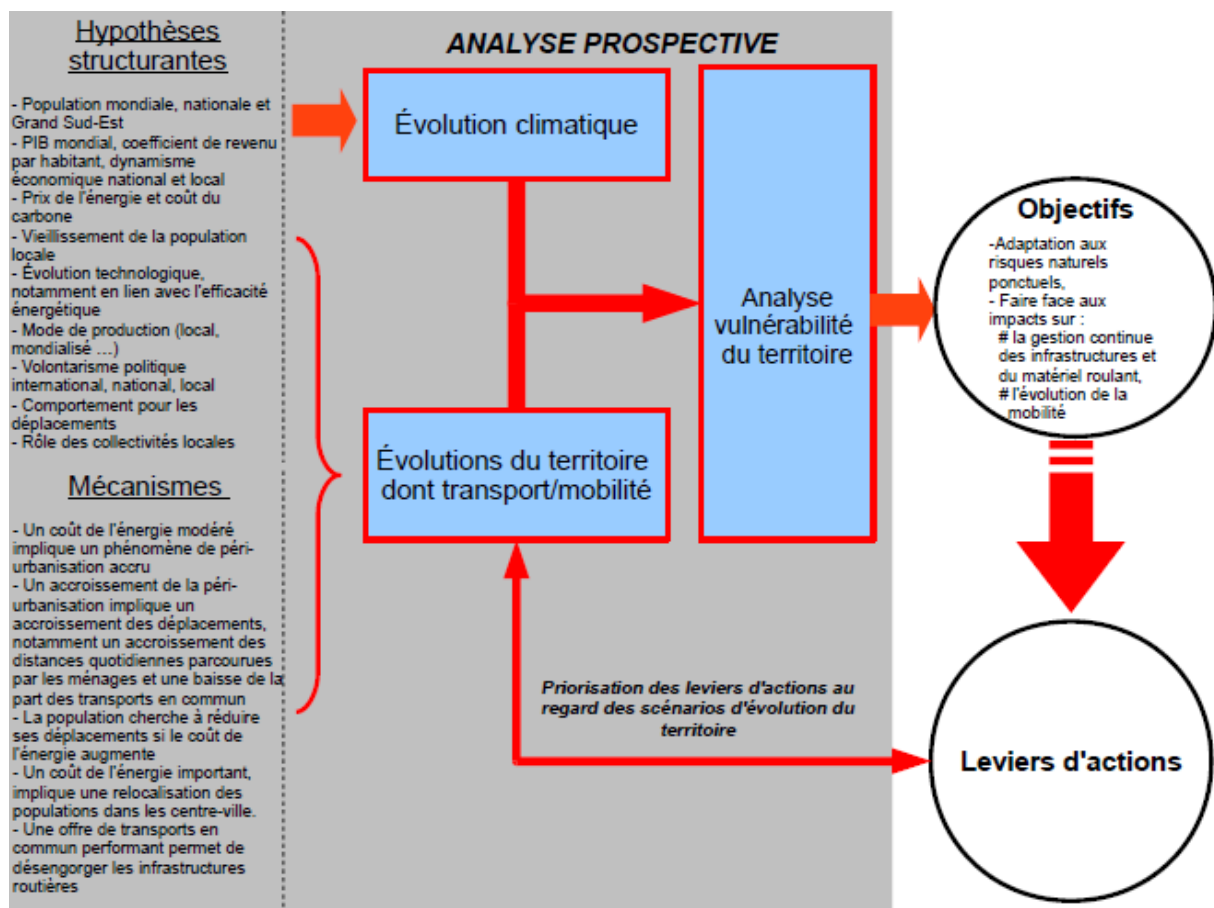 Hypothèses
structurantes
- Population mondiale, nationale et
Grand Sud-Est
- PIB mondial, coefficient de revenu
par habitant, dynamisme
économique national et local
- Prix de l'énergie et coût du
carbone
- Vieillissement de la population
locale
- Évolution technologique,
notamment en lien avec l'efficacité
énergétique
- Mode de production (local,
mondialisé ...)
- Volontarisme politique
international, national, local
- Comportement pour les
déplacements
- Rôle des collectivités locales
Mécanismes
- Un coût de l'énergie modéré
implique un phénomène de péri-
urbanisation accru
- Un accroissement de la péri-
urbanisation implique un
accroissement des déplacements,
notamment un accroissement des
distances quotidiennes parcourues
par les ménages et une baisse de la
part des transports en commun
- La population cherche à réduire
ses déplacements si le coût de
l'énergie augmente
- Un coût de l'énergie important,
implique une relocalisation des
populations dans les centre-ville.
- Une offre de transports en
commun performant permet de
désengorger les infrastructures
routières
ANALYSE PROSPECTIVE
Évolution climatique
Évolutions du territoire
dont transport/mobilité
Analyse
vulnérabilité
du territoire
Priorisation des leviers d'actions au
regard des scénarios d'évolution du
territoire
Objectifs
-Adaptation aux
risques naturels
ponctuels,
- Faire face aux
impacts sur :
# la gestion continue
des infrastructures et
du matériel roulant,
# l'évolution de la
mobilité
Leviers d'actions